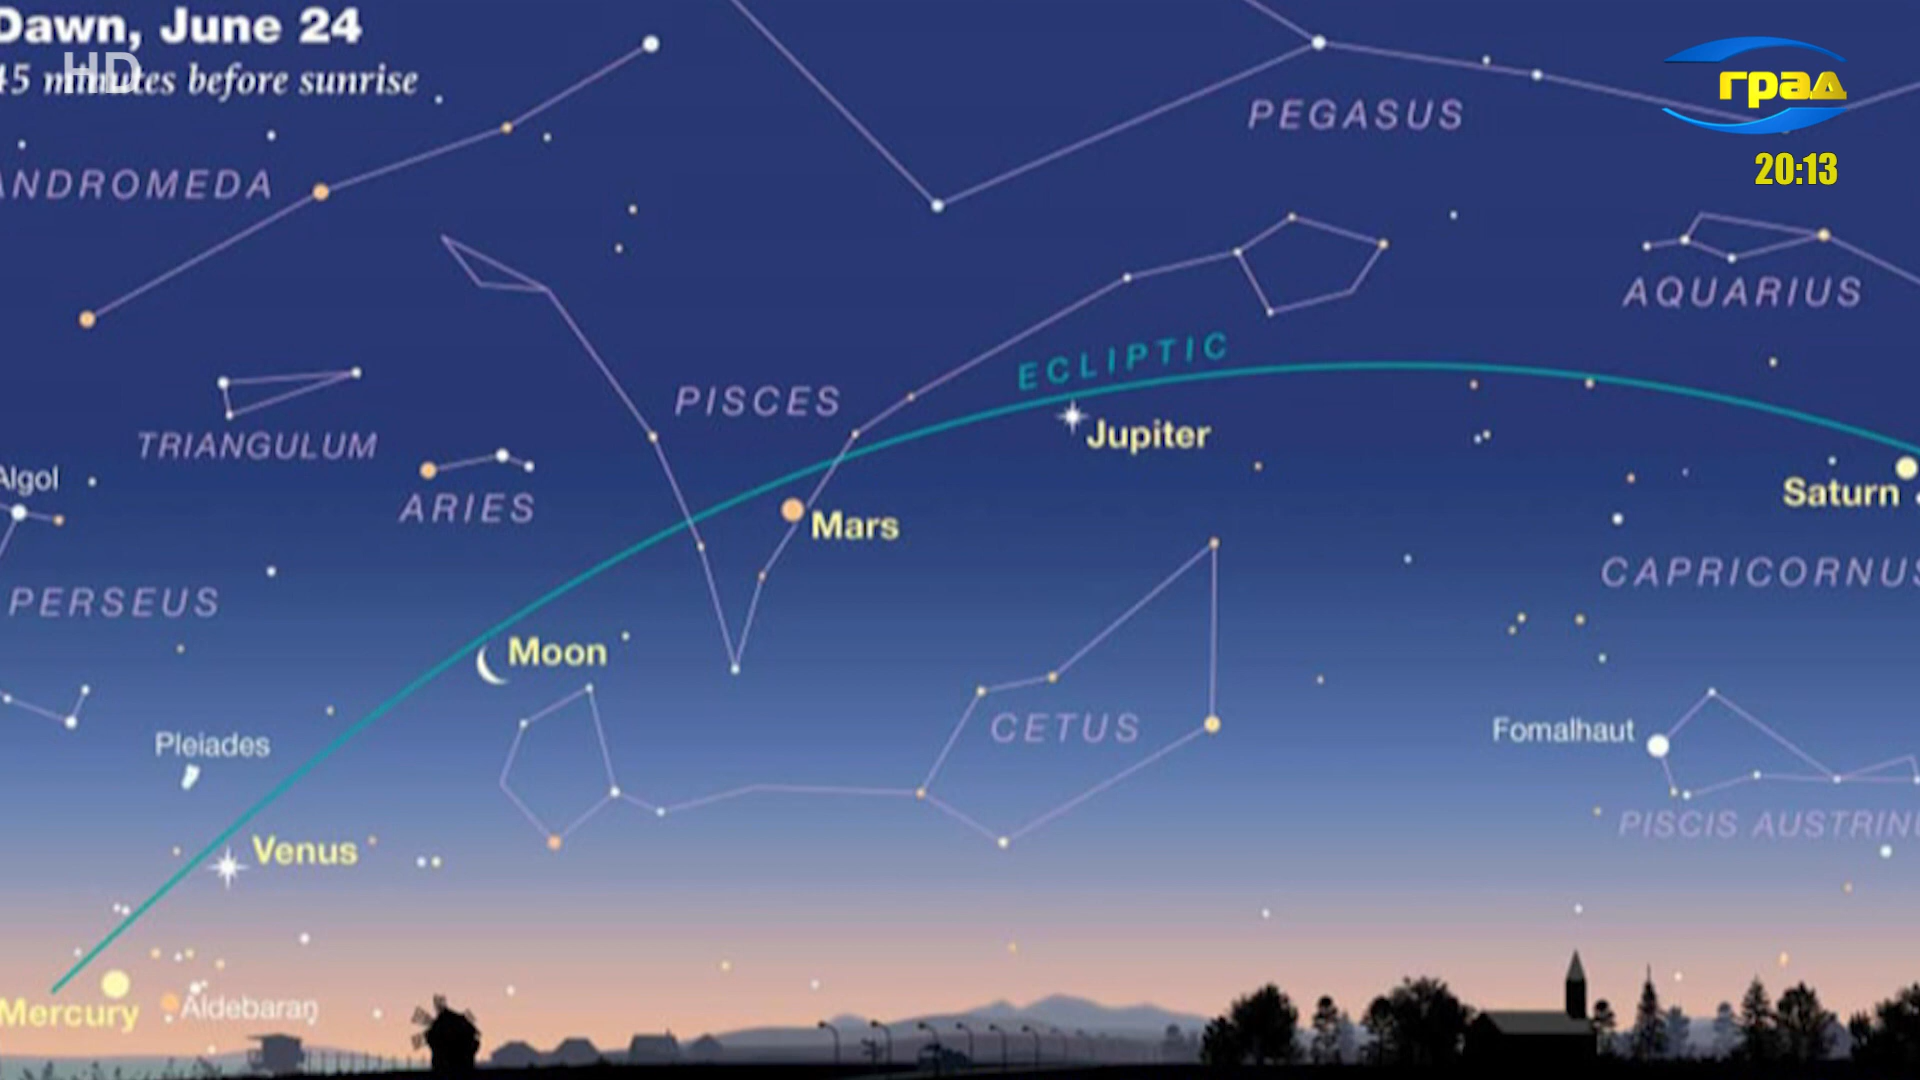 Dawn, June 24
45 minutes before sunrise
HD
град
20:13
PEGASUS
ANDROMEDA
AQUARIUS
ECLIPTIC
PISCES
Jupiter
TRIANGULUM
Algol
ARIES
Saturn
Mars
CAPRICORNUS
PERSEUS
Moon
CETUS
Fomalhaut
Pleiades
PISCIS AUSTRINU
Venus
Mercury
Aldebaran